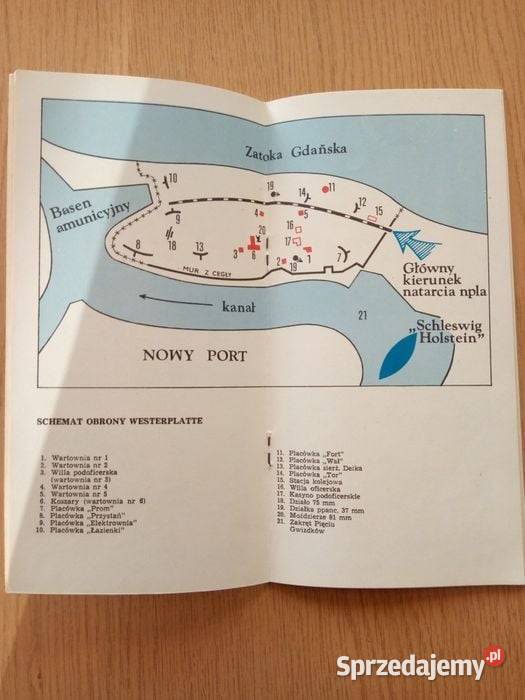 Zatoka Gdańska
10
19
14
11
12
15
Basen
amunicyjny
9
4
5
20
16
8
18
13
3
6
17
2
19
1
7
MUR Z CEGŁY
Główny
kierunek
natarcia npla
kanał
21
„Schleswig
Holstein"
NOWY PORT
SCHEMAT OBRONY WESTERPLATTE
1. Wartownia nr 1
2. Wartownia nr 2
3. Willa podoficerska
(wartownia nr 3)
4. Wartownia nr 4
5. Wartownia nr 5
6. Koszary (wartownia nr 6)
7. Placówka „Prom"
8. Placówka „Przystań"
9. Placówka „Elektrownia"
10. Placówka „Łazienki"
11. Placówka „Fort"
12. Placówka „Wał"
13. Placówka sierż. Deika
14. Placówka „Tor"
15. Stacja kolejowa
16. Willa oficerska
17. Kasyno podoficerskie
18. Działo 75 mm
19. Działka ppanc. 37 mm
20. Moździerze 81 mm
21. Zakręt Pięciu
Gwizdków
Sprzedajemy.pl